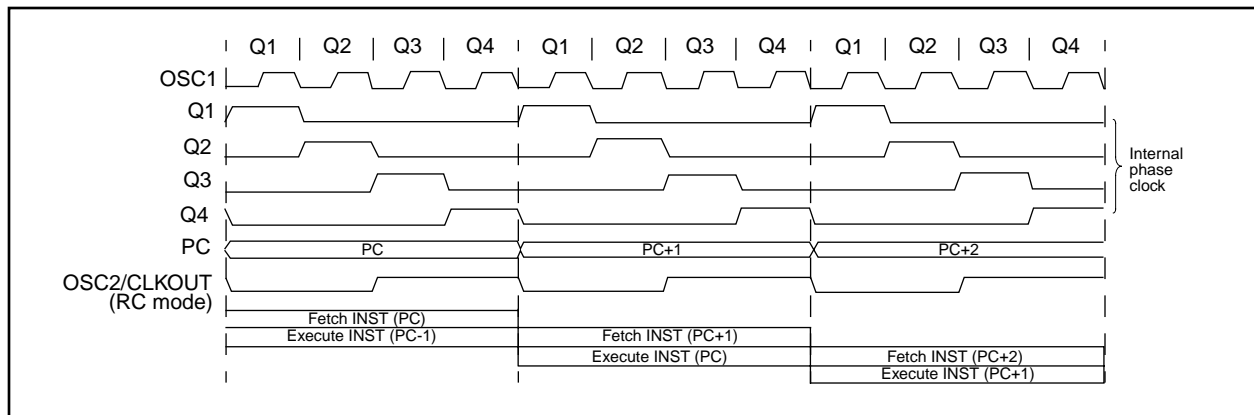 Q1 | Q2 | Q3 | Q4 | Q1 | Q2 | Q3 | Q4 | Q1 | Q2 | Q3 | Q4
OSC1
Q1
Q2
Q3
Q4
Internal
phase
clock
PC PC PC+1 PC+2
OSC2/CLKOUT
(RC mode)
Fetch INST (PC)
Execute INST (PC-1) Fetch INST (PC+1)
Execute INST (PC) Fetch INST (PC+2)
Execute INST (PC+1)